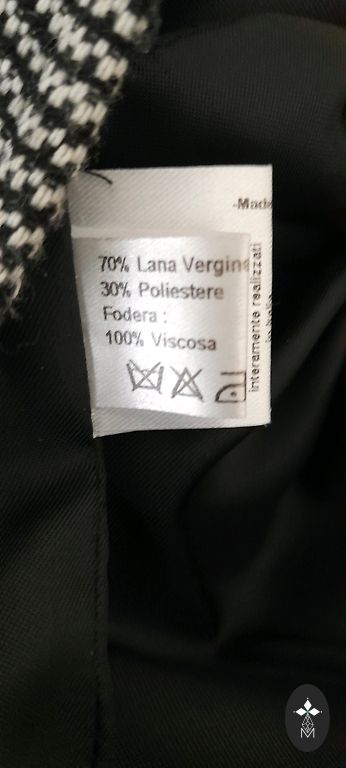 -Made
70% Lana Vergine
30% Poliestere
Fodera :
100% Viscosa
interamente realizzati